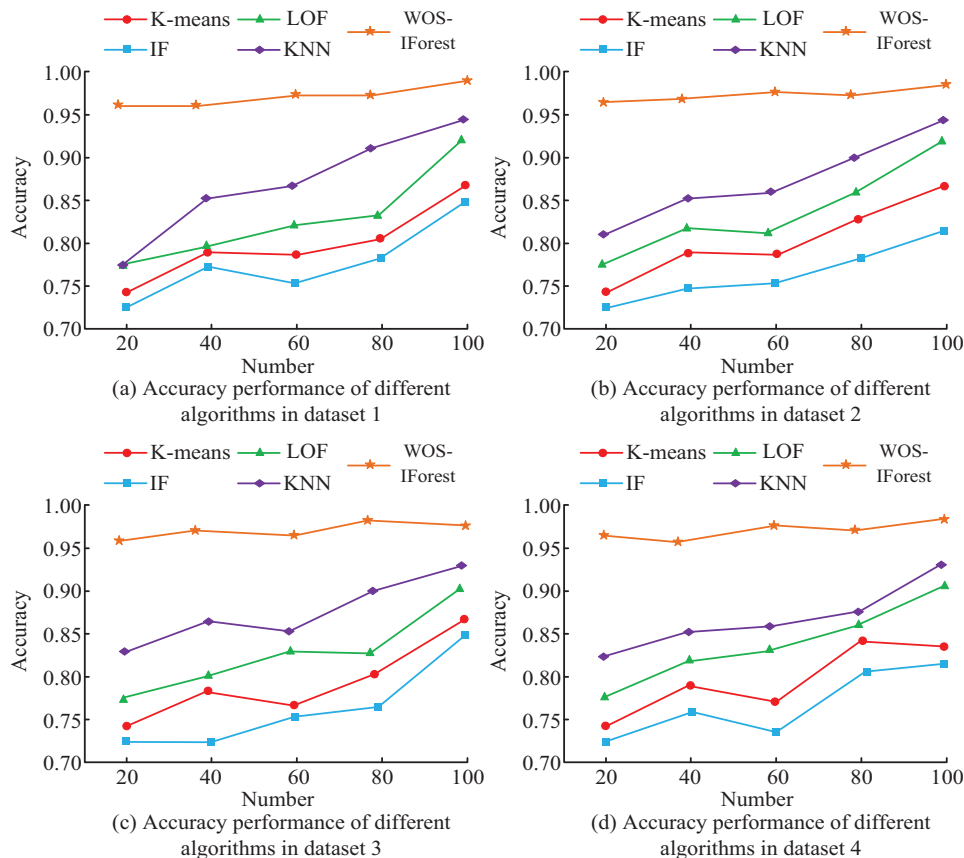 K-means LOF WOS-
IF KNN IForest
1.00
0.95
0.90
0.85
0.80
0.75
0.70
Accuracy
20 40 60 80 100
Number
(a) Accuracy performance of different
algorithms in dataset 1
K-means LOF WOS-
IF KNN IForest
1.00
0.95
0.90
0.85
0.80
0.75
0.70
Accuracy
20 40 60 80 100
Number
(b) Accuracy performance of different
algorithms in dataset 2
K-means LOF WOS-
IF KNN IForest
1.00
0.95
0.90
0.85
0.80
0.75
0.70
Accuracy
20 40 60 80 100
Number
(c) Accuracy performance of different
algorithms in dataset 3
K-means LOF WOS-
IF KNN IForest
1.00
0.95
0.90
0.85
0.80
0.75
0.70
Accuracy
20 40 60 80 100
Number
(d) Accuracy performance of different
algorithms in dataset 4